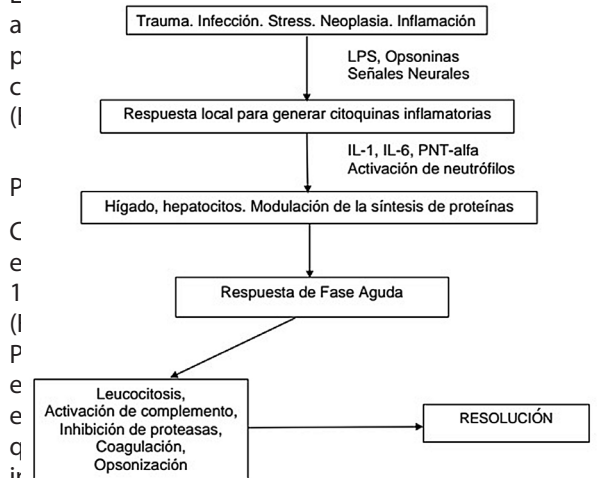 Trauma. Infección. Stress. Neoplasia. Inflamación
LPS, Opsoninas
Señales Neurales
Respuesta local para generar citoquinas inflamatorias
IL-1, IL-6, PNT-alfa
Activación de neutrófilos
Hígado, hepatocitos. Modulación de la síntesis de proteínas
Respuesta de Fase Aguda
Leucocitosis,
Activación de complemento,
Inhibición de proteasas,
Coagulación,
Opsonización
RESOLUCIÓN